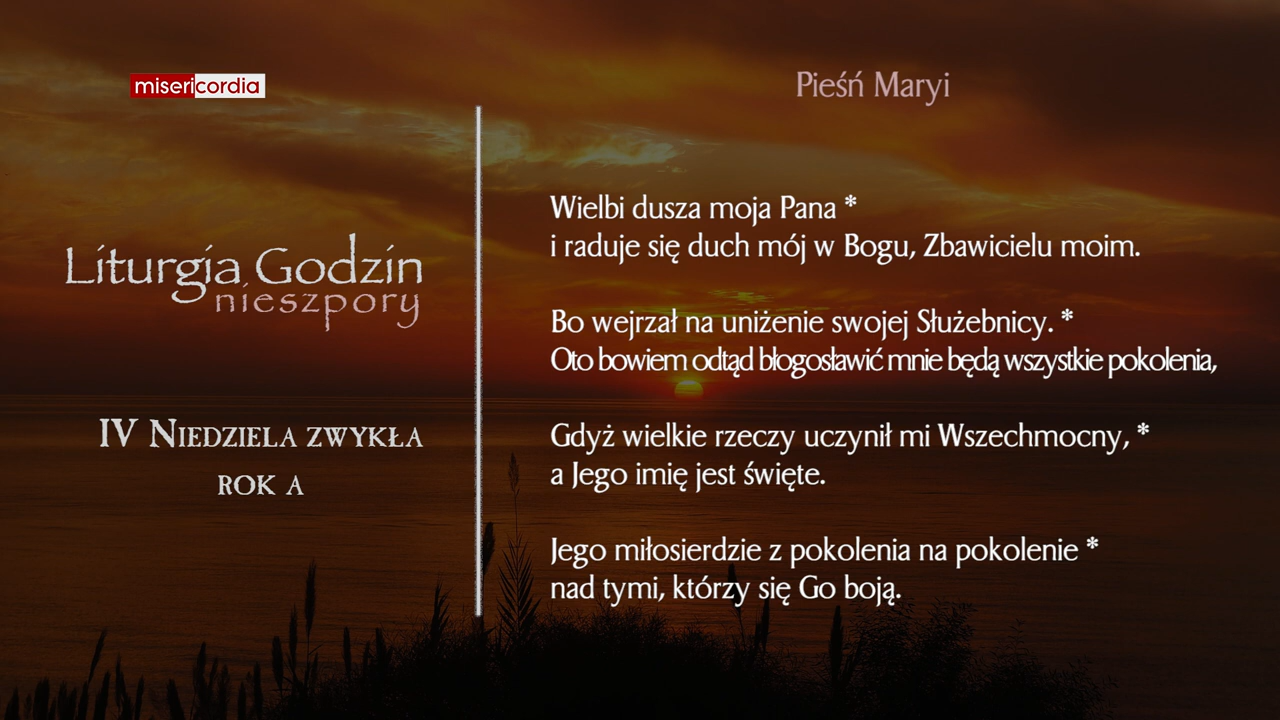 misericordia
Liturgia Godzin
nieszpory
IV Niedziela zwykła
rok A
Pieśń Maryi
Wielbi dusza moja Pana *
i raduje się duch mój w Bogu, Zbawicielu moim.
Bo wejrzał na uniżenie swojej Służebnicy. *
Oto bowiem odtąd błogosławić mnie będą wszystkie pokolenia,
Gdyż wielkie rzeczy uczynił mi Wszechmocny, *
a Jego imię jest święte.
Jego miłosierdzie z pokolenia na pokolenie *
nad tymi, którzy się Go boją.